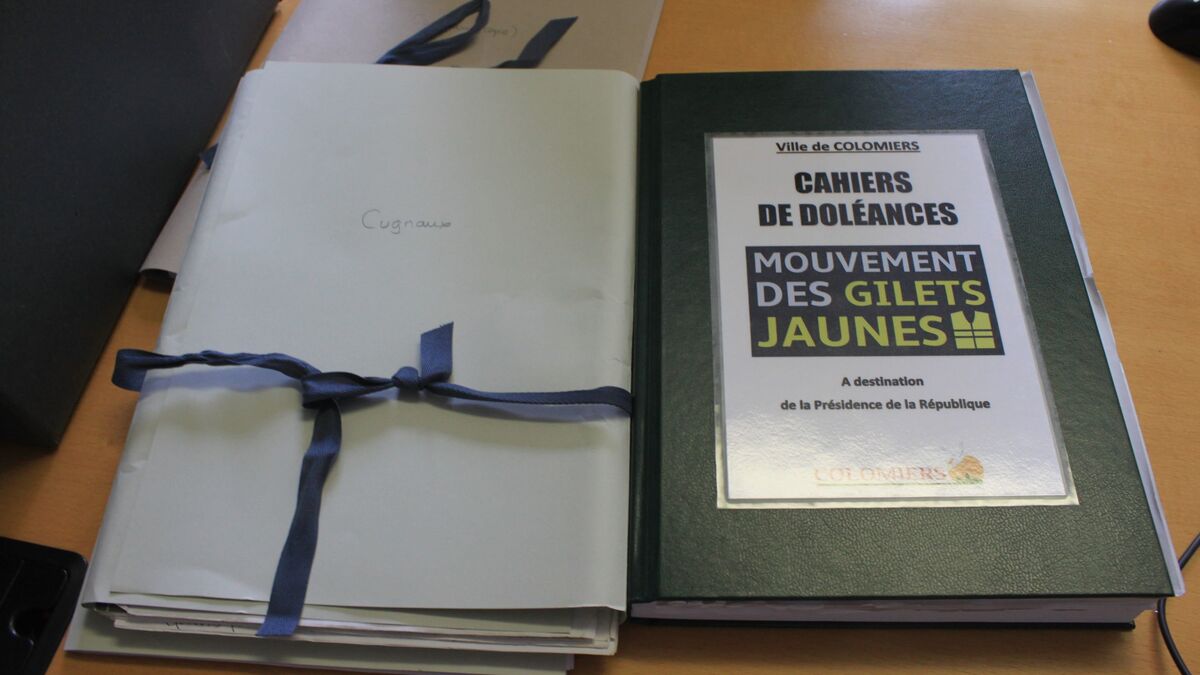 Cugnaux
Ville de COLOMIERS
CAHIERS
DE DOLÉANCES
MOUVEMENT
DES GILETS
JAUNES
A destination
de la Présidence de la République
COLOMIERS